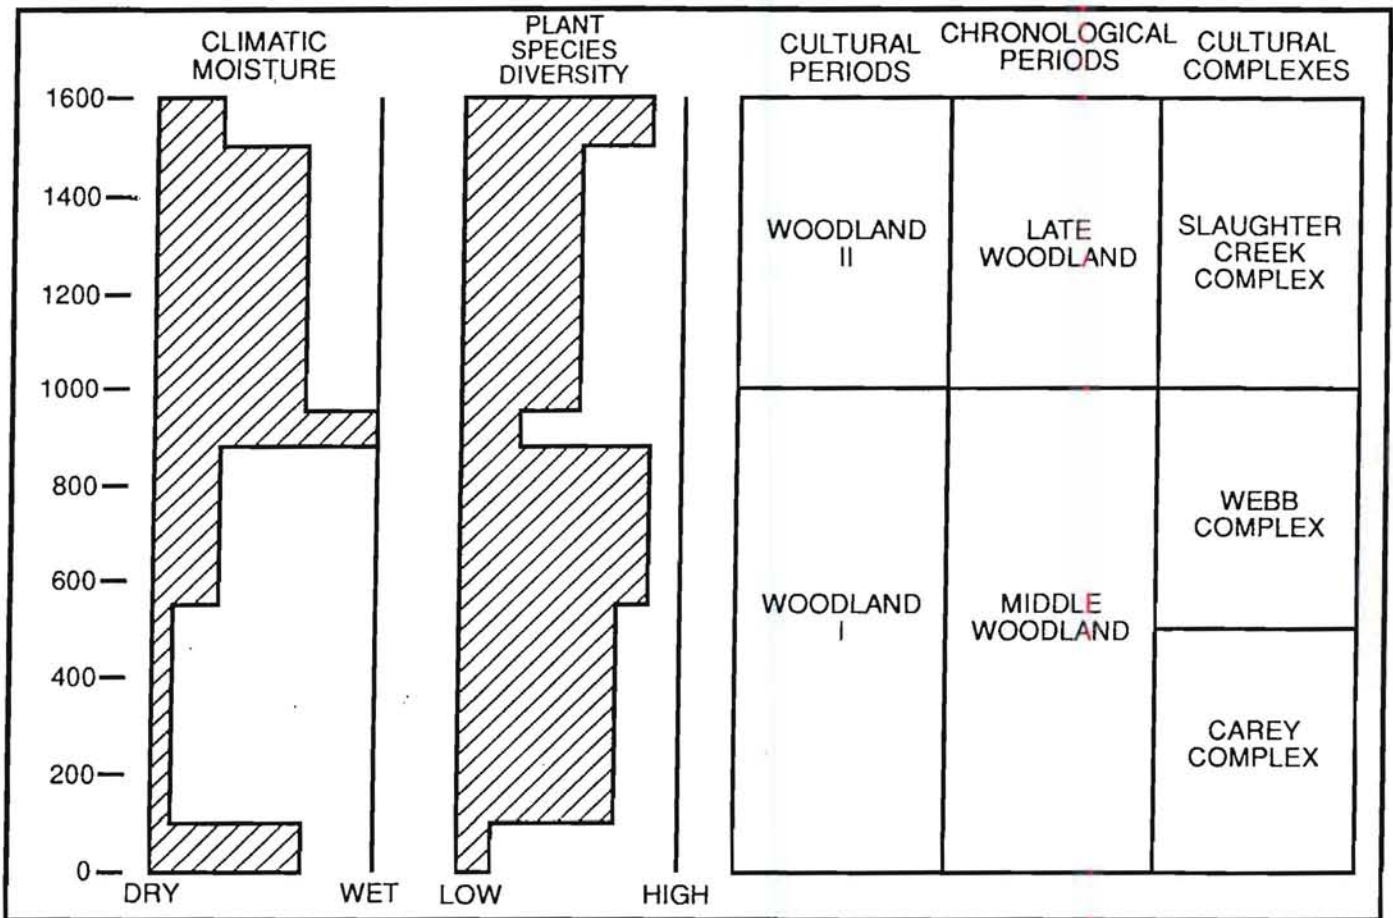 CLIMATIC
MOISTURE
PLANT
SPECIES
DIVERSITY
CULTURAL
PERIODS
CHRONOLOGICAL
PERIODS
CULTURAL
COMPLEXES
1600
1400
1200
1000
800
600
400
200
0
DRY
WET
LOW
HIGH
WOODLAND
II
LATE
WOODLAND
SLAUGHTER
CREEK
COMPLEX
WOODLAND
I
MIDDLE
WOODLAND
WEBB
COMPLEX
CAREY
COMPLEX